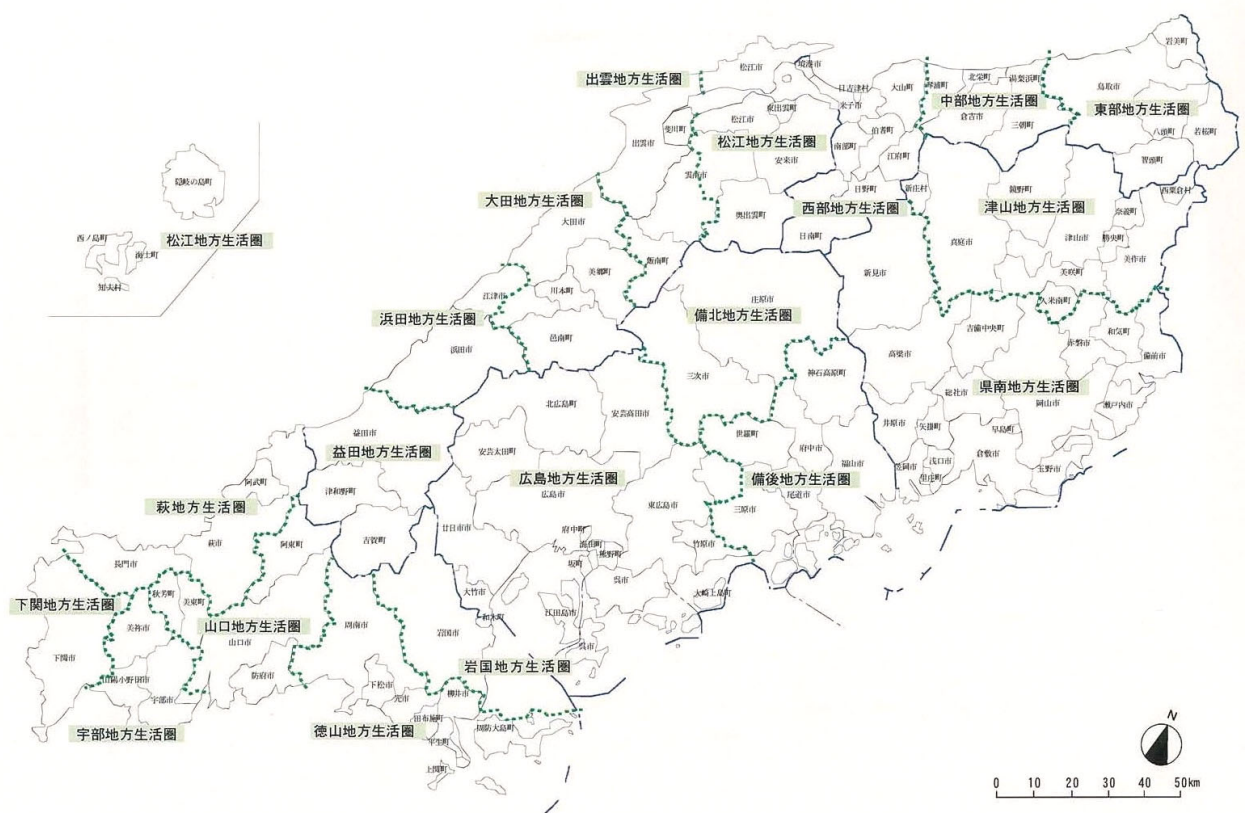 岩美町
出雲地方生活圏
松江市
境港市
日吉津村
米子市
大山町
琴浦町
北栄町
湯梨浜町
中部地方生活圏
倉吉市
三朝町
鳥取市
東部地方生活圏
八頭町
若桜町
智頭町
斐川町
出雲市
松江市
東出雲町
松江地方生活圏
安来市
雲南市
奥出雲町
南部町
伯耆町
江府町
日野町
西部地方生活圏
日南町
新庄村
鏡野町
津山地方生活圏
西粟倉村
奈義町
勝央町
津山市
美作市
真庭市
美咲町
久米南町
隠岐の島町
西ノ島町
海士町
知夫村
松江地方生活圏
大田地方生活圏
大田市
美郷町
飯南町
川本町
邑南町
江津市
浜田地方生活圏
浜田市
庄原市
備北地方生活圏
三次市
神石高原町
新見市
高梁市
吉備中央町
赤磐市
和気町
備前市
県南地方生活圏
総社市
岡山市
瀬戸内市
井原市
矢掛町
早島町
倉敷市
玉野市
笠岡市
浅口市
里庄町
北広島町
安芸高田市
世羅町
府中市
福山市
備後地方生活圏
尾道市
三原市
安芸太田町
広島地方生活圏
広島市
東広島市
竹原市
廿日市市
府中町
海田町
熊野町
坂町
呉市
江田島市
大崎上島町
呉市
大竹市
益田市
益田地方生活圏
津和野町
吉賀町
阿武町
萩地方生活圏
萩市
阿東町
長門市
下関地方生活圏
秋芳町
美東町
美祢市
山口地方生活圏
山口市
下関市
山陽小野田市
宇部市
防府市
宇部地方生活圏
周南市
岩国市
和木町
岩国地方生活圏
下松市
光市
柳井市
徳山地方生活圏
田布施町
平生町
周防大島町
上関町
N
0 10 20 30 40 50km